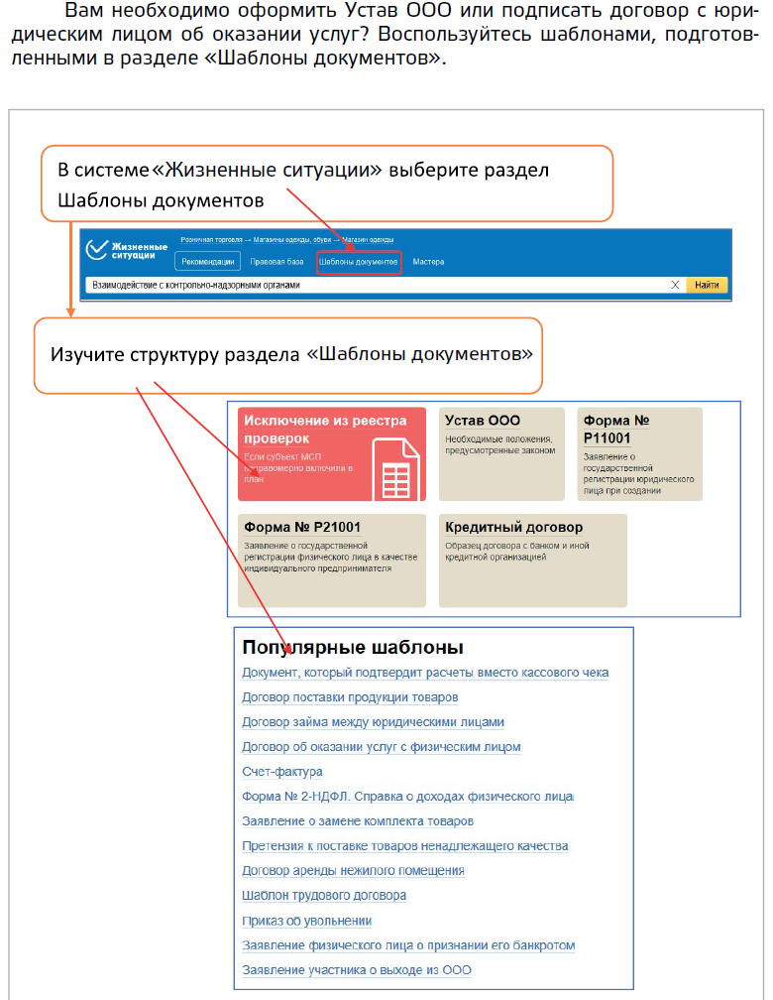 Вам необходимо оформить Устав ООО или подписать договор с юри-
дическим лицом об оказании услуг? Воспользуйтесь шаблонами, подготов-
ленными в разделе «Шаблоны документов».
В системе «Жизненные ситуации» выберите раздел
Шаблоны документов
Жизненные
ситуации
Розничная торговля → Магазины одежды, обуви → Магазин одежды
Рекомендации Правовая база Шаблоны документов Мастера
Взаимодействие с контрольно-надзорными органами X Найти
Изучите структуру раздела «Шаблоны документов»
Исключение из реестра
проверок
Если субъект МСП
неправомерно включили в
план
Устав ООО
Необходимые положения,
предусмотренные законом
Форма №
Р11001
Заявление о
государственной
регистрации юридического
лица при создании
Форма № Р21001
Заявление о государственной
регистрации физического лица в качестве
индивидуального предпринимателя
Кредитный договор
Образец договора с банком и иной
кредитной организацией
Популярные шаблоны
Документ, который подтвердит расчеты вместо кассового чека
Договор поставки продукции товаров
Договор займа между юридическими лицами
Договор об оказании услуг с физическим лицом
Счет-фактура
Форма № 2-НДФЛ. Справка о доходах физического лица
Заявление о замене комплекта товаров
Претензия к поставке товаров ненадлежащего качества
Договор аренды нежилого помещения
Шаблон трудового договора
Приказ об увольнении
Заявление физического лица о признании его банкротом
Заявление участника о выходе из ООО